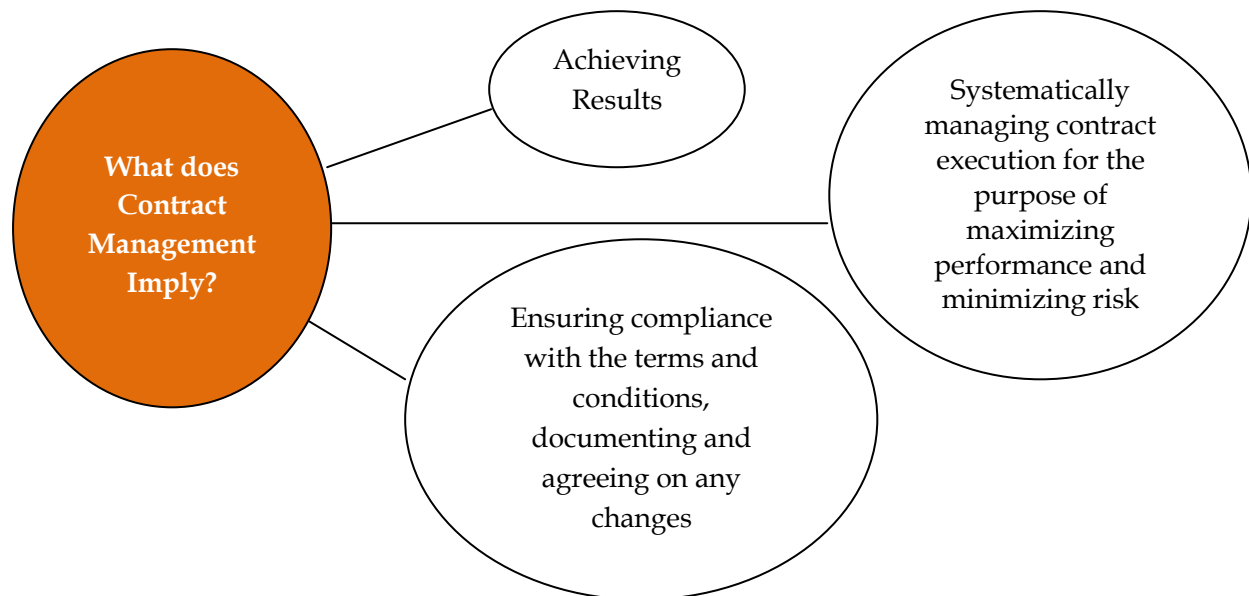 What does
Contract
Management
Imply?
Achieving
Results
Systematically
managing contract
execution for the
purpose of
maximizing
performance and
minimizing risk
Ensuring compliance
with the terms and
conditions,
documenting and
agreeing on any
changes